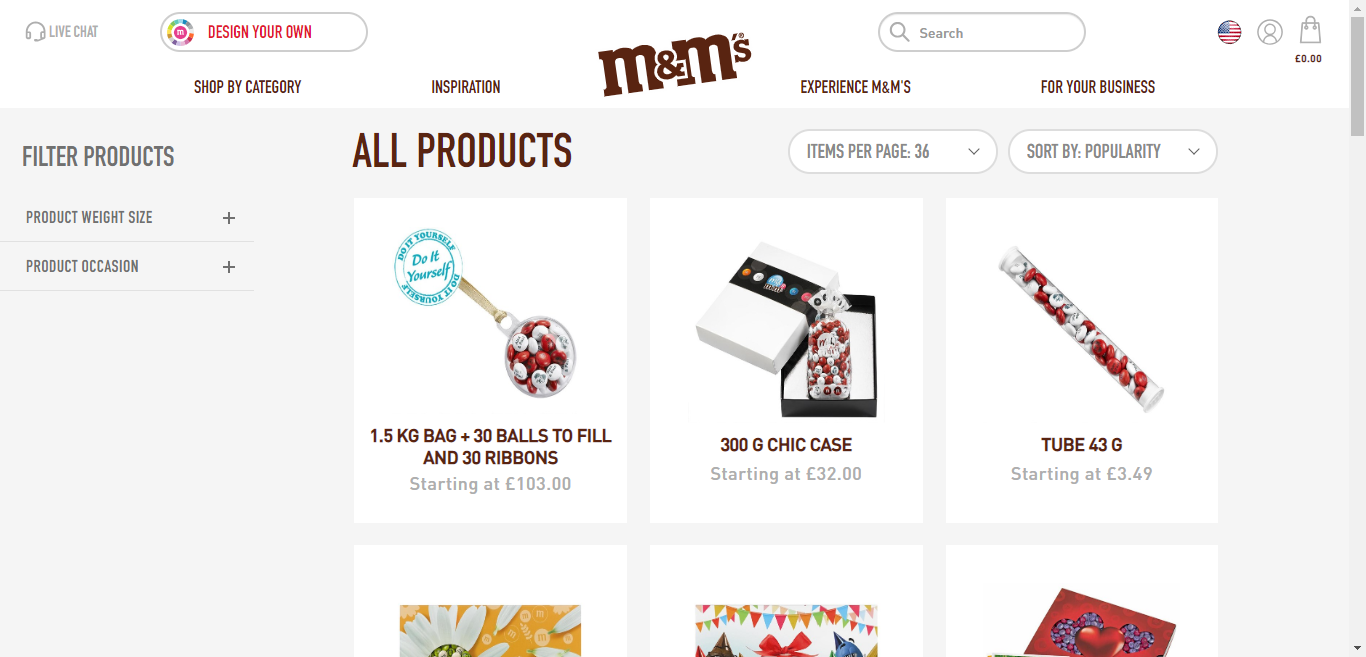 LIVE CHAT
DESIGN YOUR OWN
m&m's®
Search
£0.00
SHOP BY CATEGORY
INSPIRATION
EXPERIENCE M&M'S
FOR YOUR BUSINESS
FILTER PRODUCTS
PRODUCT WEIGHT SIZE
PRODUCT OCCASION
ALL PRODUCTS
ITEMS PER PAGE: 36
SORT BY: POPULARITY
DO IT YOURSELF
Do It
Yourself
DO IT YOURSELF
1.5 KG BAG + 30 BALLS TO FILL
AND 30 RIBBONS
Starting at £103.00
300 G CHIC CASE
Starting at £32.00
TUBE 43 G
Starting at £3.49